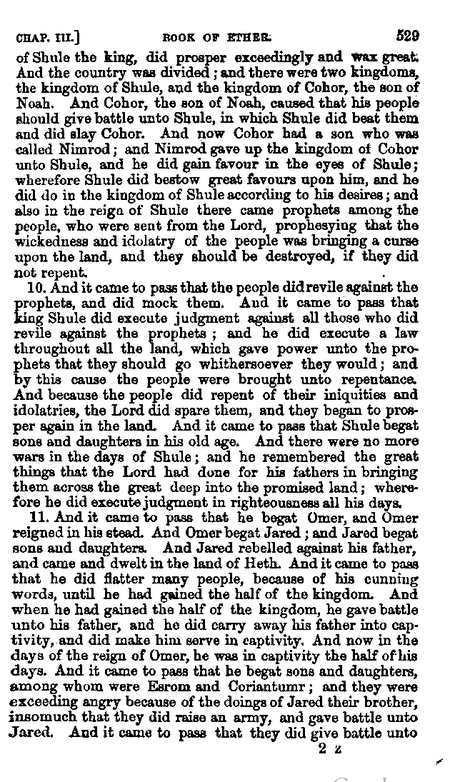 CHAP. III.] BOOK OF ETHER. 529
of Shule the king, did prosper exceedingly and wax great.
And the country was divided; and there were two kingdoms,
the kingdom of Shule, and the kingdom of Cohor, the son of
Noah. And Cohor, the son of Noah, caused that his people
should give battle unto Shule, in which Shule did beat them
and did slay Cohor. And now Cohor had a son who was
called Nimrod; and Nimrod gave up the kingdom of Cohor
unto Shule, and he did gain favour in the eyes of Shule;
wherefore Shule did bestow great favours upon him, and he
did do in the kingdom of Shule according to his desires; and
also in the reign of Shule there came prophets among the
people, who were sent from the Lord, prophesying that the
wickedness and idolatry of the people was bringing a curse
upon the land, and they should be destroyed, if they did
not repent.
10. And it came to pass that the people did revile against the
prophets, and did mock them. And it came to pass that
king Shule did execute judgment against all those who did
revile against the prophets; and he did execute a law
throughout all the land, which gave power unto the pro-
phets that they should go whithersoever they would; and
by this cause the people were brought unto repentance.
And because the people did repent of their iniquities and
idolatries, the Lord did spare them, and they began to pros-
per again in the land. And it came to pass that Shule begat
sons and daughters in his old age. And there were no more
wars in the days of Shule; and he remembered the great
things that the Lord had done for his fathers in bringing
them across the great deep into the promised land; where-
fore he did execute judgment in righteousness all his days.
11. And it came to pass that he begat Omer, and Omer
reigned in his stead. And Omer begat Jared; and Jared begat
sons and daughters. And Jared rebelled against his father,
and came and dwelt in the land of Heth. And it came to pass
that he did flatter many people, because of his cunning
words, until he had gained the half of the kingdom. And
when he had gained the half of the kingdom, he gave battle
unto his father, and he did carry away his father into cap-
tivity, and did make him serve in captivity. And now in the
days of the reign of Omer, he was in captivity the half of his
days. And it came to pass that he begat sons and daughters,
among whom were Esrom and Coriantumr; and they were
exceeding angry because of the doings of Jared their brother,
insomuch that they did raise an army, and gave battle unto
Jared. And it came to pass that they did give battle unto
2 z